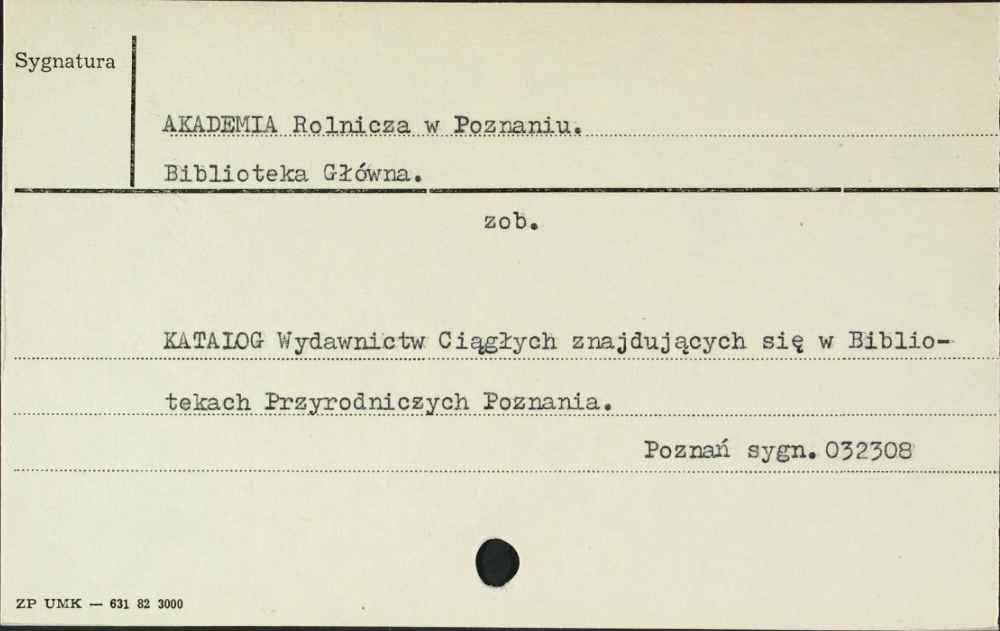 Sygnatura
AKADEMIA Rolnicza w Poznaniu.
Biblioteka Główna.
zob.
KATALOG Wydawnictw Ciągłych znajdujących się w Biblio-
tekach Przyrodniczych Poznania.
Poznań sygn. 032308
ZP UMK — 631 82 3000